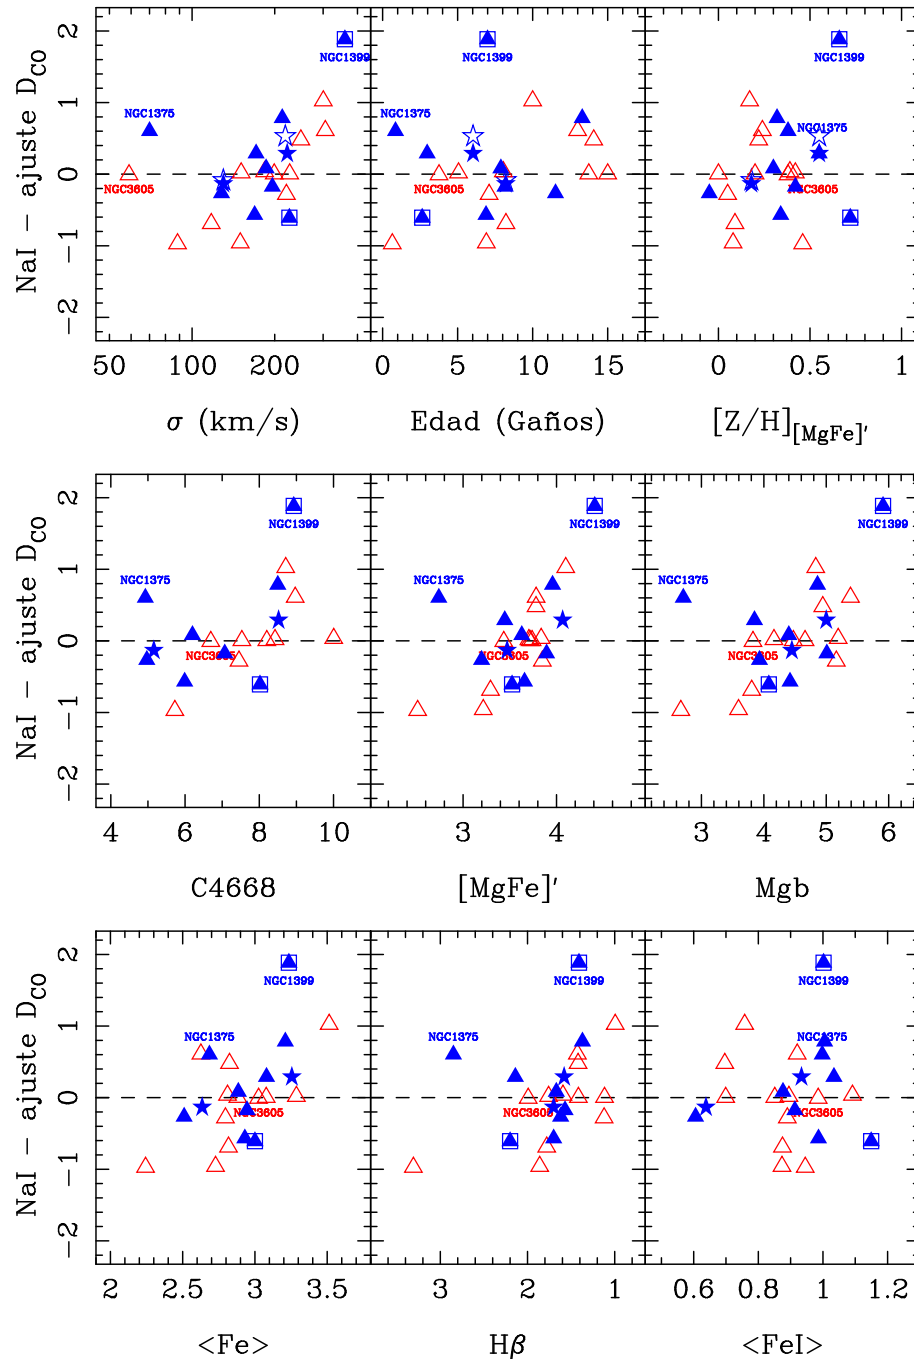 NaI − ajuste D_CO
2
1
0
−1
−2
NGC1399
NGC1375
NGC3605
NGC1399
NGC1375
NGC3605
NGC1399
NGC1375
NGC3605
50 100 200
0 5 10 15
0 0.5 1
σ (km/s)
Edad (Gaños)
[Z/H]_[MgFe]'
NaI − ajuste D_CO
2
1
0
−1
−2
NGC1399
NGC1375
NGC3605
NGC1399
NGC1375
NGC3605
NGC1399
NGC1375
NGC3605
4 6 8 10
3 4
3 4 5 6
C4668
[MgFe]'
Mgb
NaI − ajuste D_CO
2
1
0
−1
−2
NGC1399
NGC1375
NGC3605
NGC1399
NGC1375
NGC3605
NGC1399
NGC1375
NGC3605
2 2.5 3 3.5
3 2 1
0.6 0.8 1 1.2
<Fe>
Hβ
<FeI>